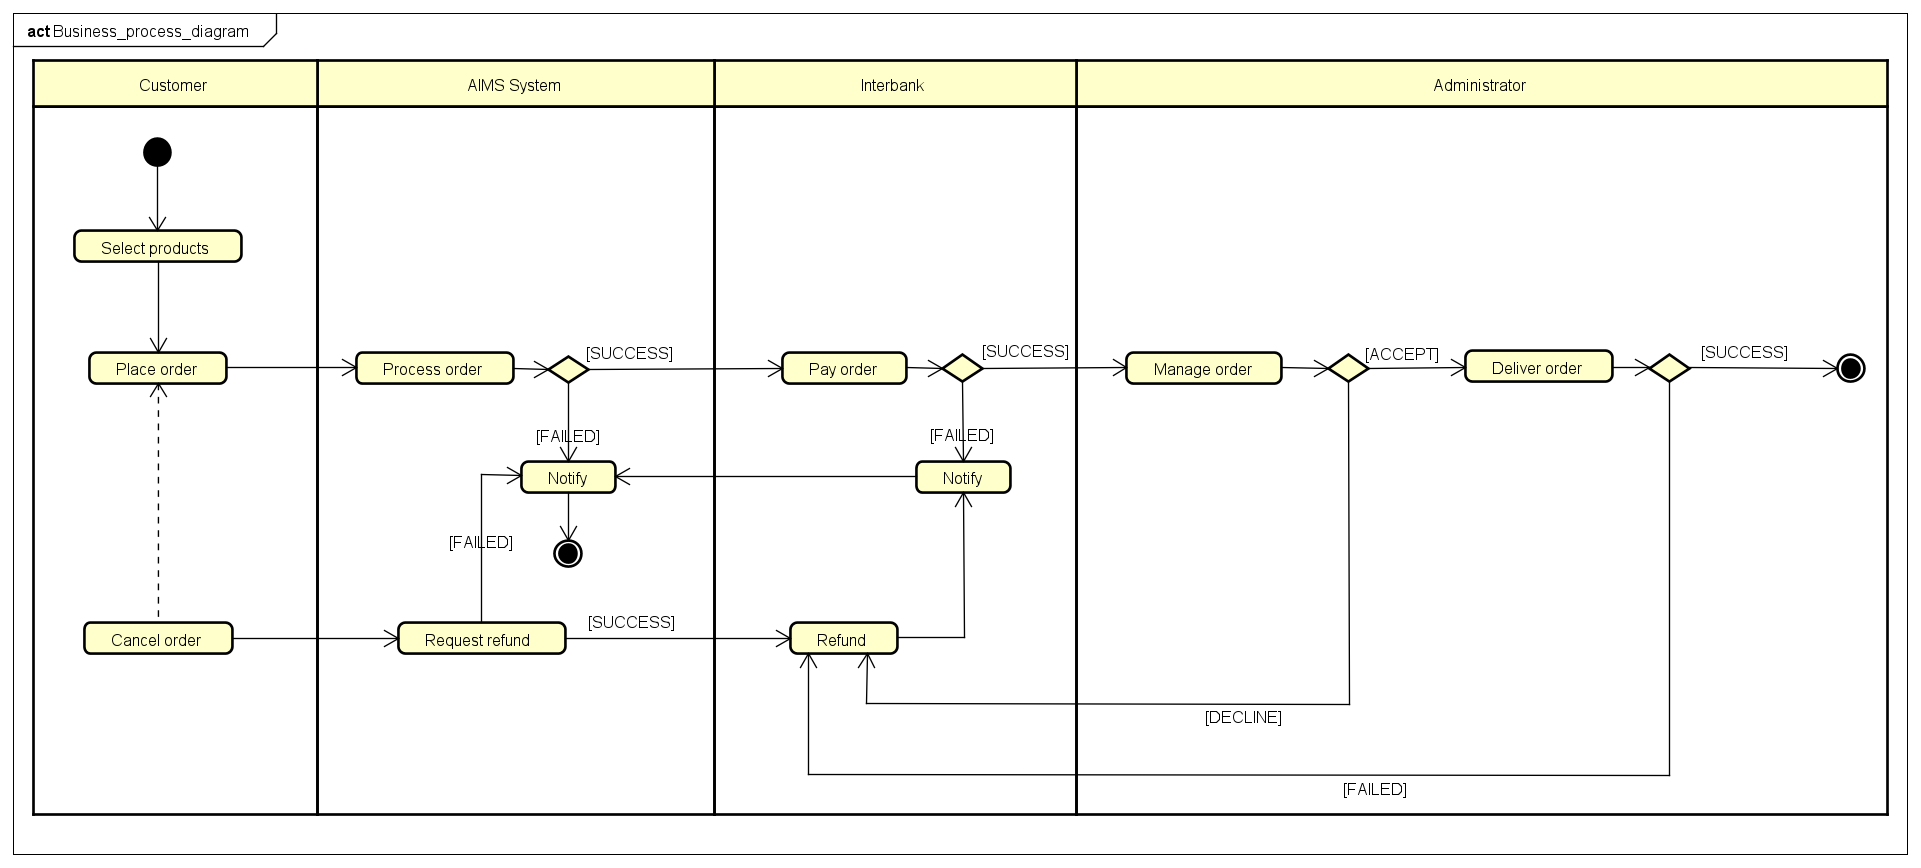 act Business_process_diagram
Customer
AIMS System
Interbank
Administrator
Select products
Place order
Process order
[SUCCESS]
Pay order
[SUCCESS]
Manage order
[ACCEPT]
Deliver order
[SUCCESS]
[FAILED]
[FAILED]
Notify
Notify
[FAILED]
Cancel order
Request refund
[SUCCESS]
Refund
[DECLINE]
[FAILED]